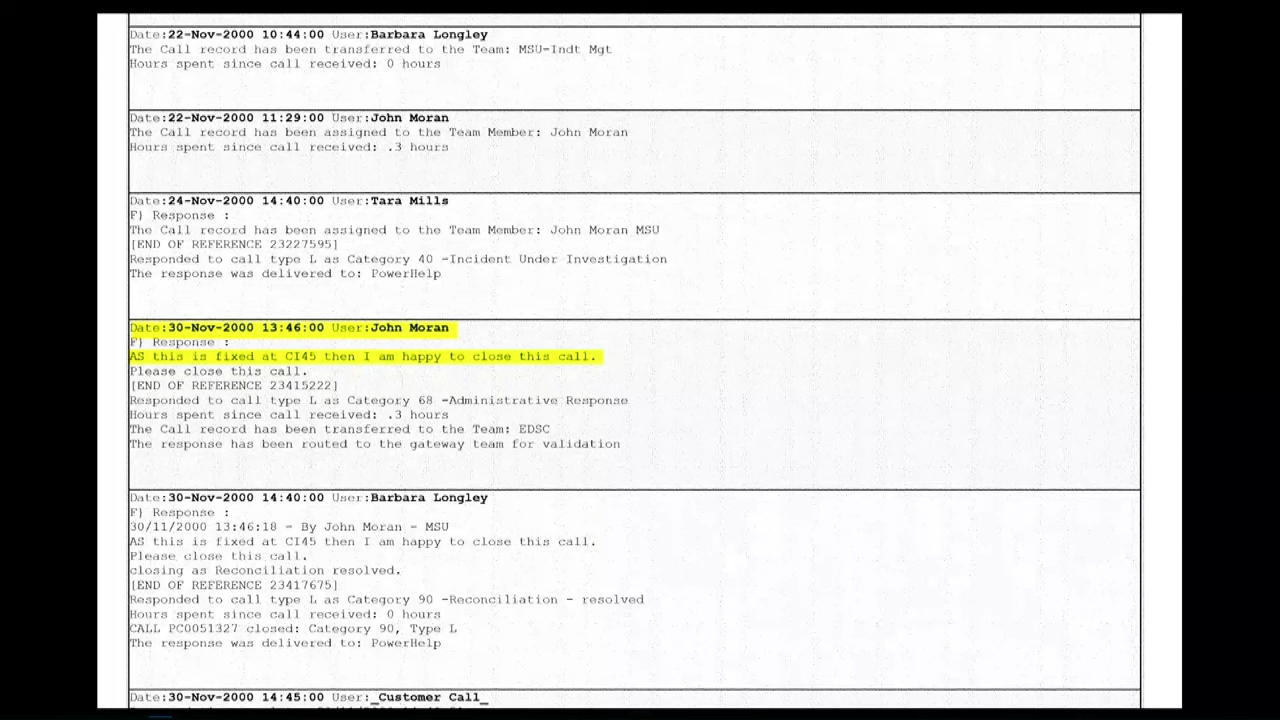 Date:22-Nov-2000 10:44:00 User:Barbara Longley
The Call record has been transferred to the Team: MSU-Indt Mgt
Hours spent since call received: 0 hours
Date:22-Nov-2000 11:29:00 User:John Moran
The Call record has been assigned to the Team Member: John Moran
Hours spent since call received: .3 hours
Date:24-Nov-2000 14:40:00 User:Tara Mills
F} Response :
The Call record has been assigned to the Team Member: John Moran MSU
[END OF REFERENCE 23227595]
Responded to call type L as Category 40 -Incident Under Investigation
The response was delivered to: PowerHelp
Date:30-Nov-2000 13:46:00 User:John Moran
F} Response :
AS this is fixed at CI45 then I am happy to close this call.
Please close this call.
[END OF REFERENCE 23415222]
Responded to call type L as Category 68 -Administrative Response
Hours spent since call received: .3 hours
The Call record has been transferred to the Team: EDSC
The response has been routed to the gateway team for validation
Date:30-Nov-2000 14:40:00 User:Barbara Longley
F} Response :
30/11/2000 13:46:18 - By John Moran - MSU
AS this is fixed at CI45 then I am happy to close this call.
Please close this call.
closing as Reconciliation resolved.
[END OF REFERENCE 23417675]
Responded to call type L as Category 90 -Reconciliation - resolved
Hours spent since call received: 0 hours
CALL PC0051327 closed: Category 90, Type L
The response was delivered to: PowerHelp
Date:30-Nov-2000 14:45:00 User:_Customer Call_